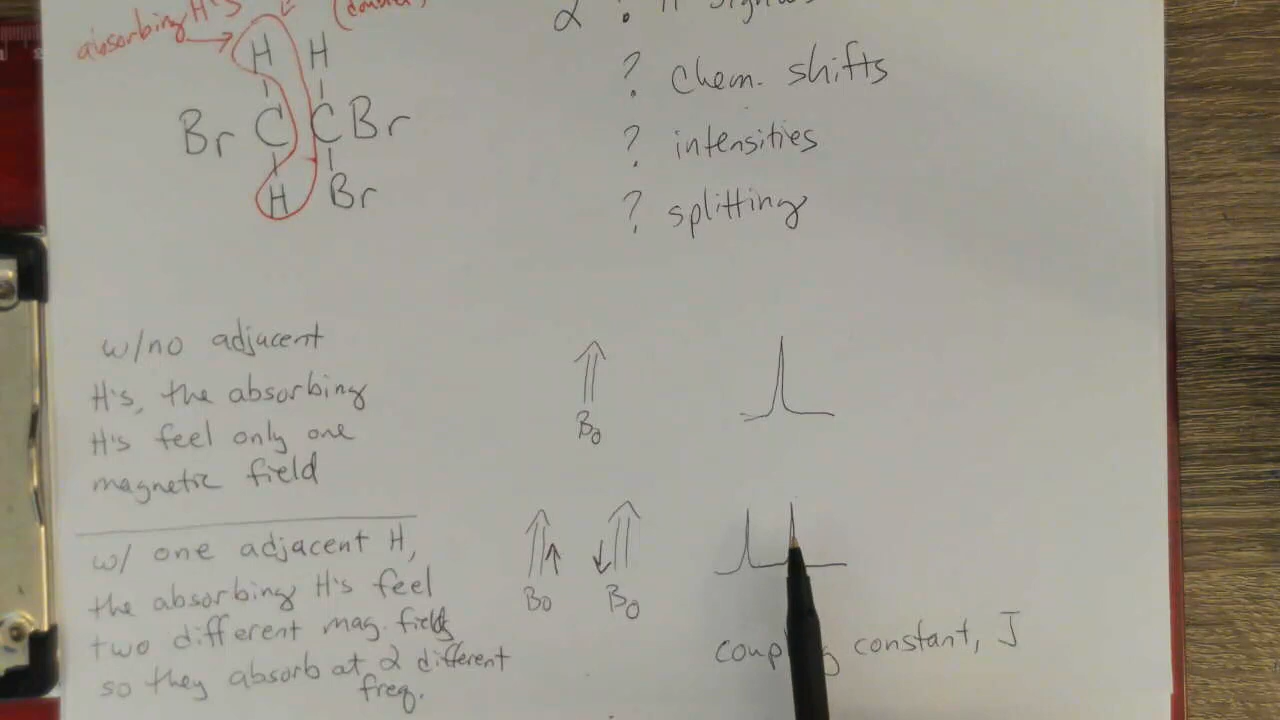 absorbing H's
2 : H signals
H H
Br C C Br
H Br
? Chem. shifts
? intensities
? splitting
w/no adjacent
H's, the absorbing
H's feel only one
magnetic field
B0
w/ one adjacent H,
the absorbing H's feel
two different mag. fields
so they absorb at 2 different
freq.
B0 B0
constant, J